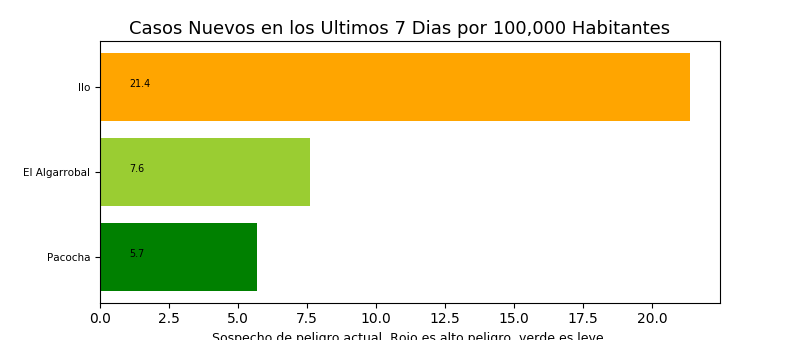 Casos Nuevos en los Ultimos 7 Dias por 100,000 Habitantes
Ilo
21.4
El Algarrobal
7.6
Pacocha
5.7
0.0 2.5 5.0 7.5 10.0 12.5 15.0 17.5 20.0
Sospecho de peligro actual. Rojo es alto peligro, verde es leve